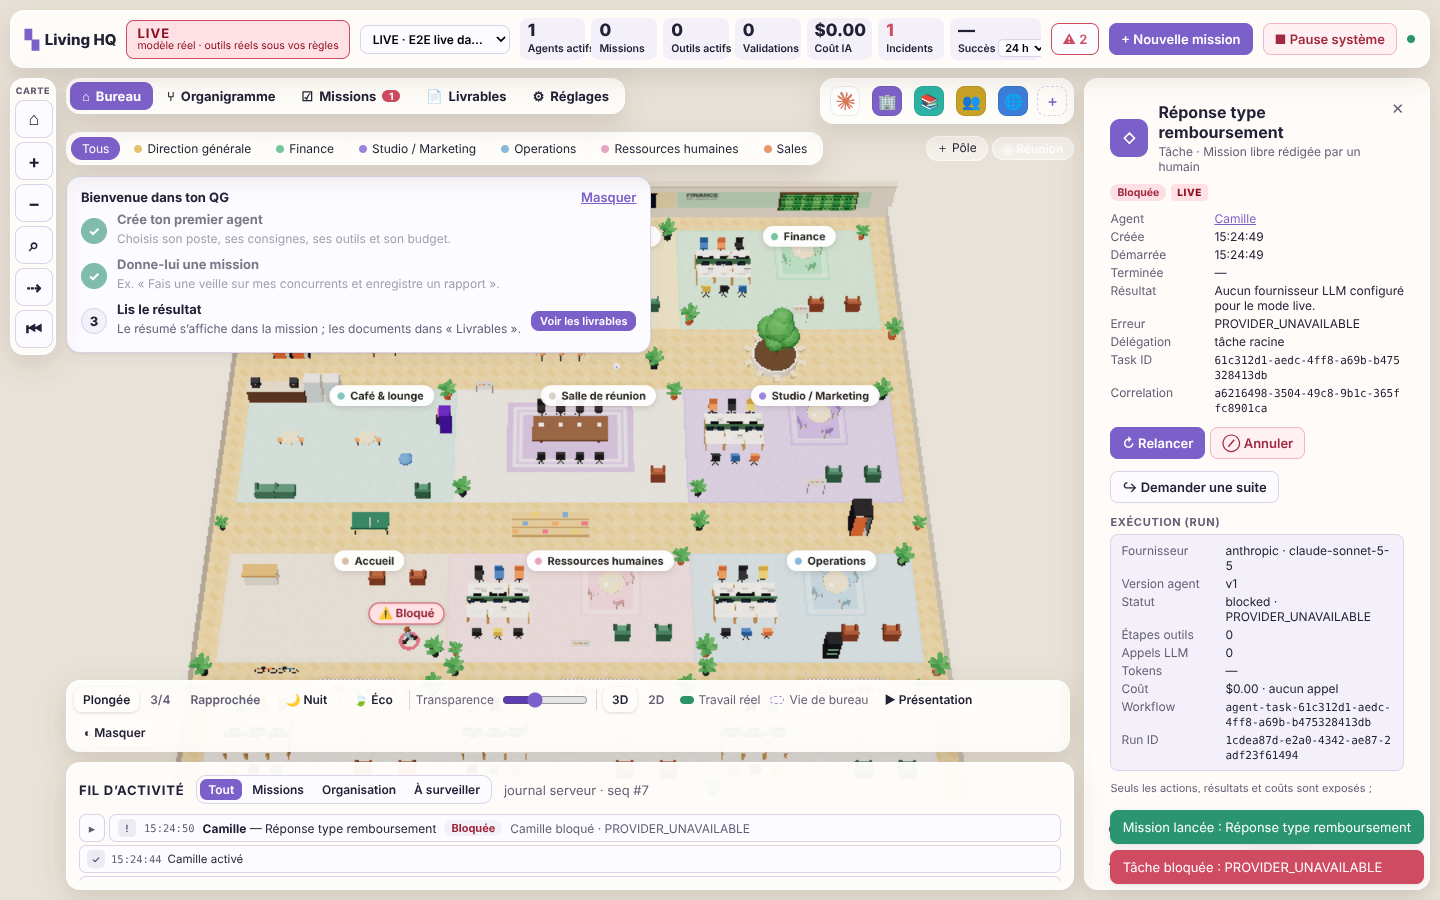 Living HQ
LIVE
modèle réel · outils réels sous vos règles
LIVE · E2E live da...
1
Agents actifs
0
Missions
0
Outils actifs
0
Validations
$0.00
Coût IA
1
Incidents
—
Succès
24 h
⚠ 2
+ Nouvelle mission
Pause système
CARTE
Bureau
Organigramme
Missions 1
Livrables
Réglages
Tous
Direction générale
Finance
Studio / Marketing
Operations
Ressources humaines
Sales
+ Pôle
Réunion
Bienvenue dans ton QG
Masquer
Crée ton premier agent
Choisis son poste, ses consignes, ses outils et son budget.
Donne-lui une mission
Ex. « Fais une veille sur mes concurrents et enregistre un rapport ».
3
Lis le résultat
Le résumé s’affiche dans la mission ; les documents dans « Livrables ».
Voir les livrables
FINANCE
Finance
Café & lounge
Salle de réunion
Studio / Marketing
Accueil
Ressources humaines
Operations
⚠ Bloqué
Plongée
3/4
Rapprochée
Nuit
Éco
Transparence
3D
2D
Travail réel
Vie de bureau
▶ Présentation
Masquer
FIL D’ACTIVITÉ
Tout
Missions
Organisation
À surveiller
journal serveur · seq #7
! 15:24:50 Camille — Réponse type remboursement Bloquée Camille bloqué · PROVIDER_UNAVAILABLE
✓ 15:24:44 Camille activé
Réponse type
remboursement
Tâche · Mission libre rédigée par un
humain
Bloquée LIVE
Agent Camille
Créée 15:24:49
Démarrée 15:24:49
Terminée —
Résultat Aucun fournisseur LLM configuré
pour le mode live.
Erreur PROVIDER_UNAVAILABLE
Délégation tâche racine
Task ID 61c312d1-aedc-4ff8-a69b-b475
328413db
Correlation a6216498-3504-49c8-9b1c-365f
fc8901ca
↻ Relancer
Annuler
↪ Demander une suite
EXÉCUTION (RUN)
Fournisseur anthropic · claude-sonnet-5-
5
Version agent v1
Statut blocked ·
PROVIDER_UNAVAILABLE
Étapes outils 0
Appels LLM 0
Tokens —
Coût $0.00 · aucun appel
Workflow agent-task-61c312d1-aedc-
4ff8-a69b-b475328413db
Run ID 1cdea87d-e2a0-4342-ae87-2
adf23f61494
Seuls les actions, résultats et coûts sont exposés ;
Mission lancée : Réponse type remboursement
Tâche bloquée : PROVIDER_UNAVAILABLE